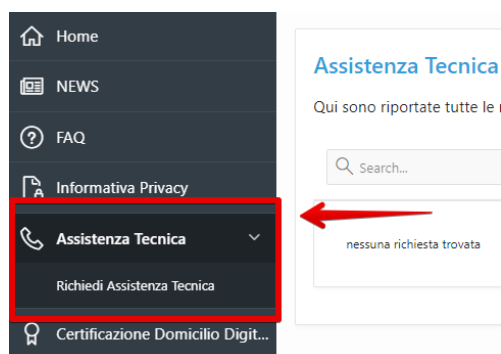 Home
NEWS
FAQ
Informativa Privacy
Assistenza Tecnica
Richiedi Assistenza Tecnica
Certificazione Domicilio Digit...
Assistenza Tecnica
Qui sono riportate tutte le
Search...
nessuna richiesta trovata